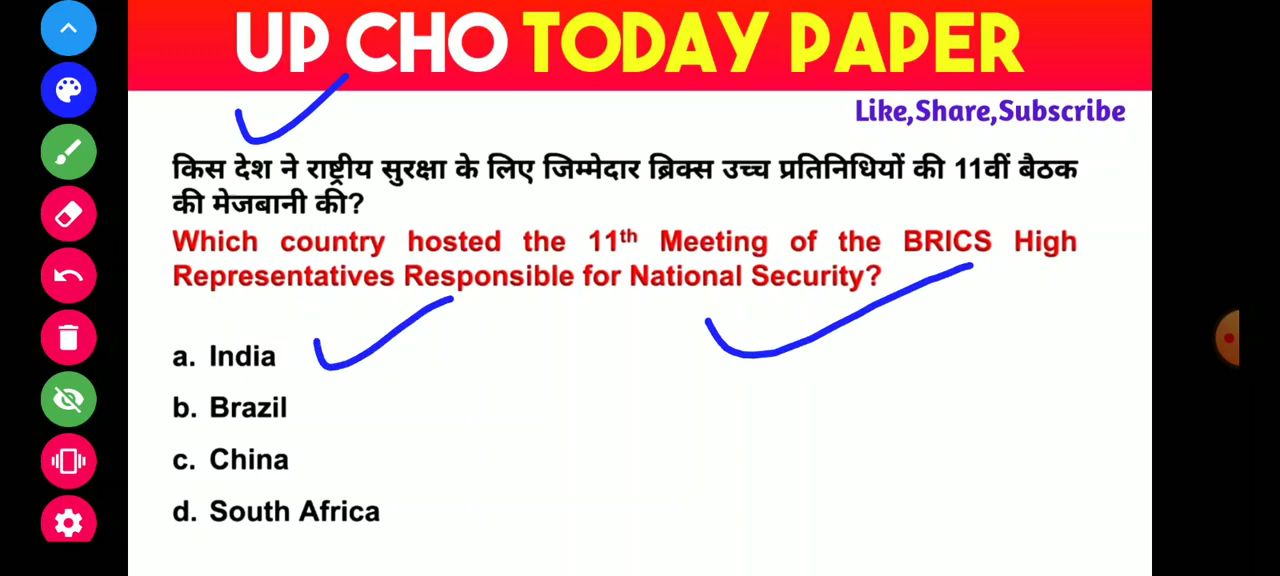 UP CHO TODAY PAPER
Like,Share,Subscribe
किस देश ने राष्ट्रीय सुरक्षा के लिए जिम्मेदार ब्रिक्स उच्च प्रतिनिधियों की 11वीं बैठक
की मेजबानी की?
Which country hosted the 11th Meeting of the BRICS High
Representatives Responsible for National Security?
a. India
b. Brazil
c. China
d. South Africa